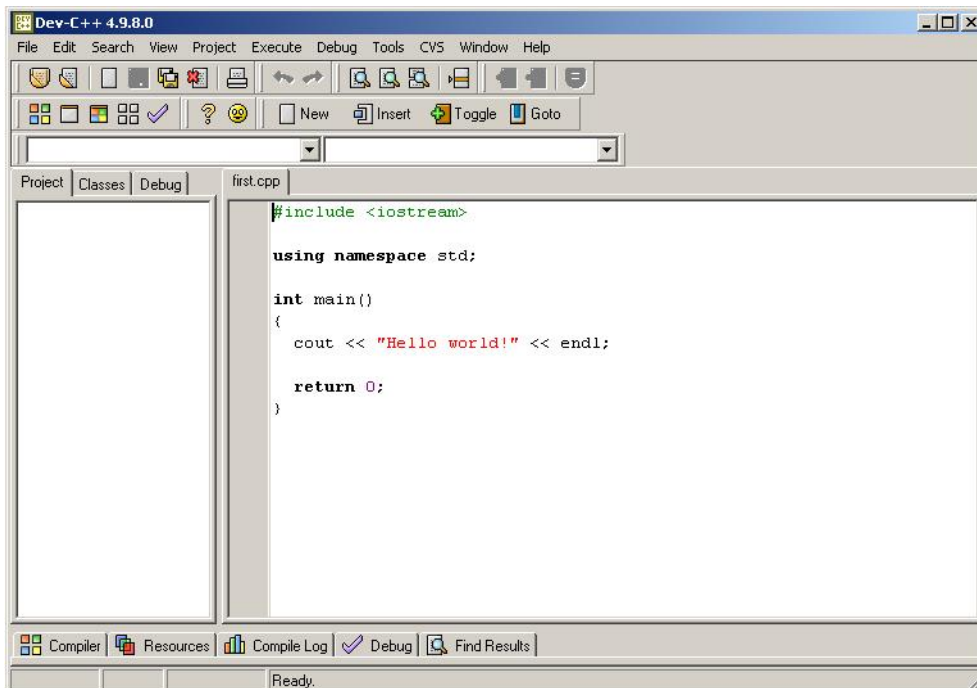 Dev-C++ 4.9.8.0
File Edit Search View Project Execute Debug Tools CVS Window Help
New Insert Toggle Goto
Project Classes Debug first.cpp
#include <iostream>
using namespace std;
int main()
{
  cout << "Hello world!" << endl;
  return 0;
}
Compiler Resources Compile Log Debug Find Results
Ready.